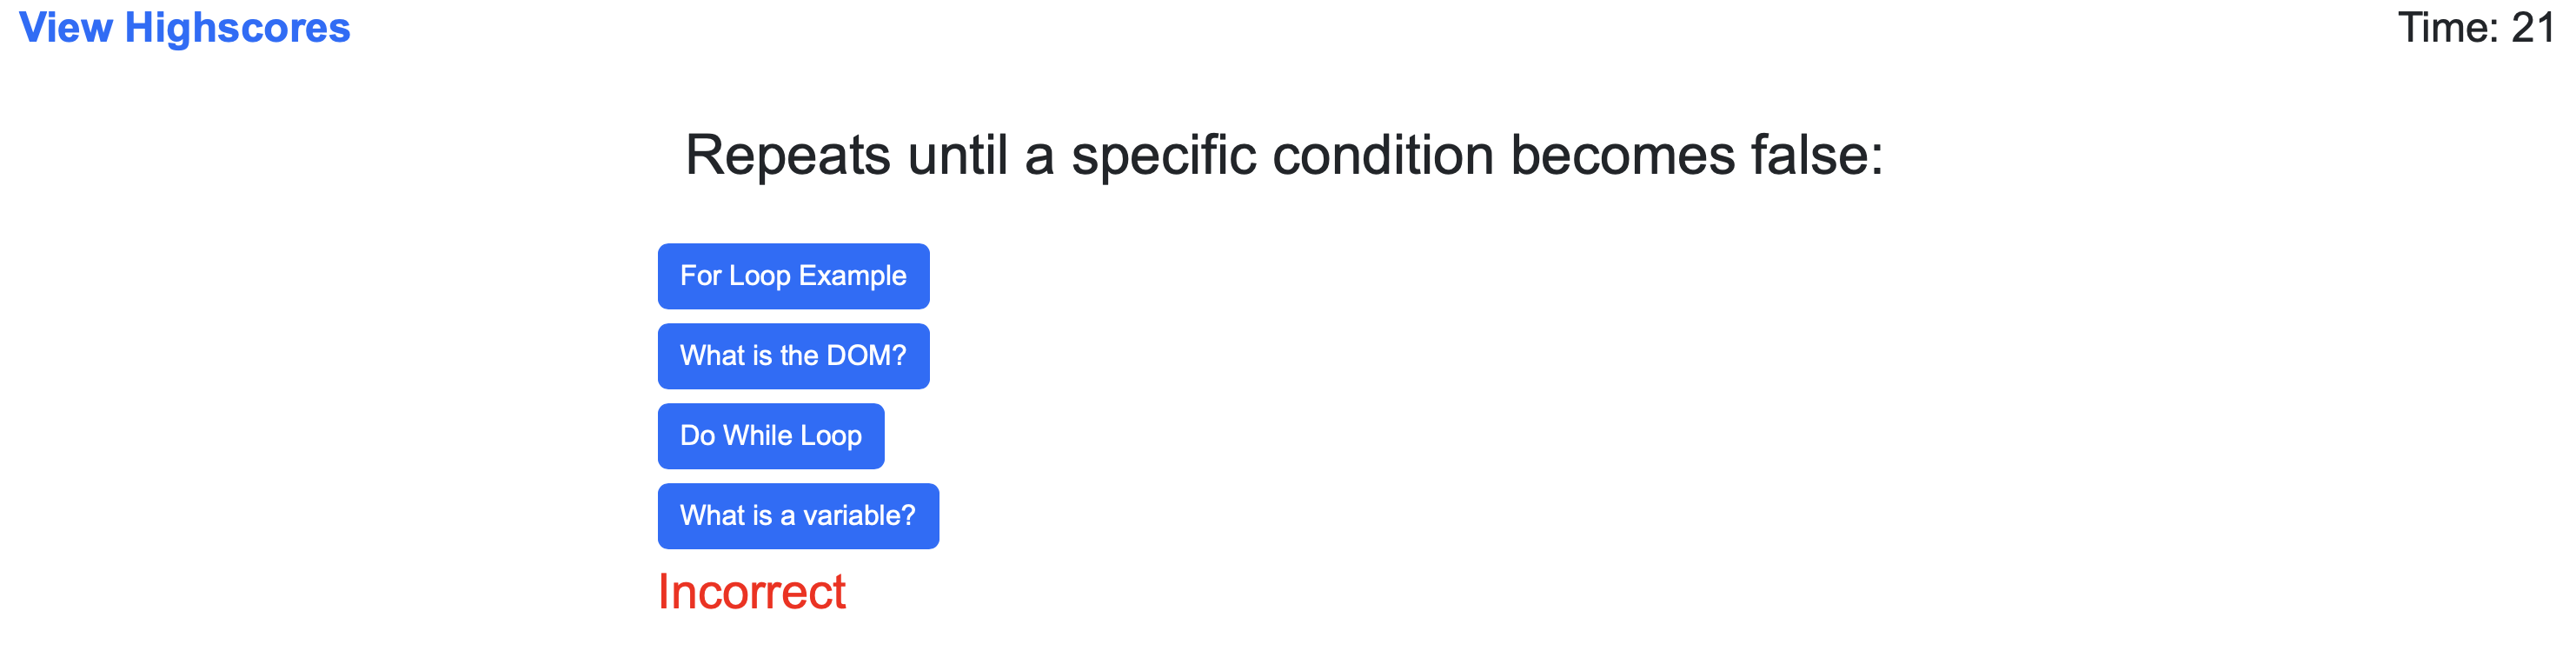 View Highscores
Time: 21
Repeats until a specific condition becomes false:
For Loop Example
What is the DOM?
Do While Loop
What is a variable?
Incorrect